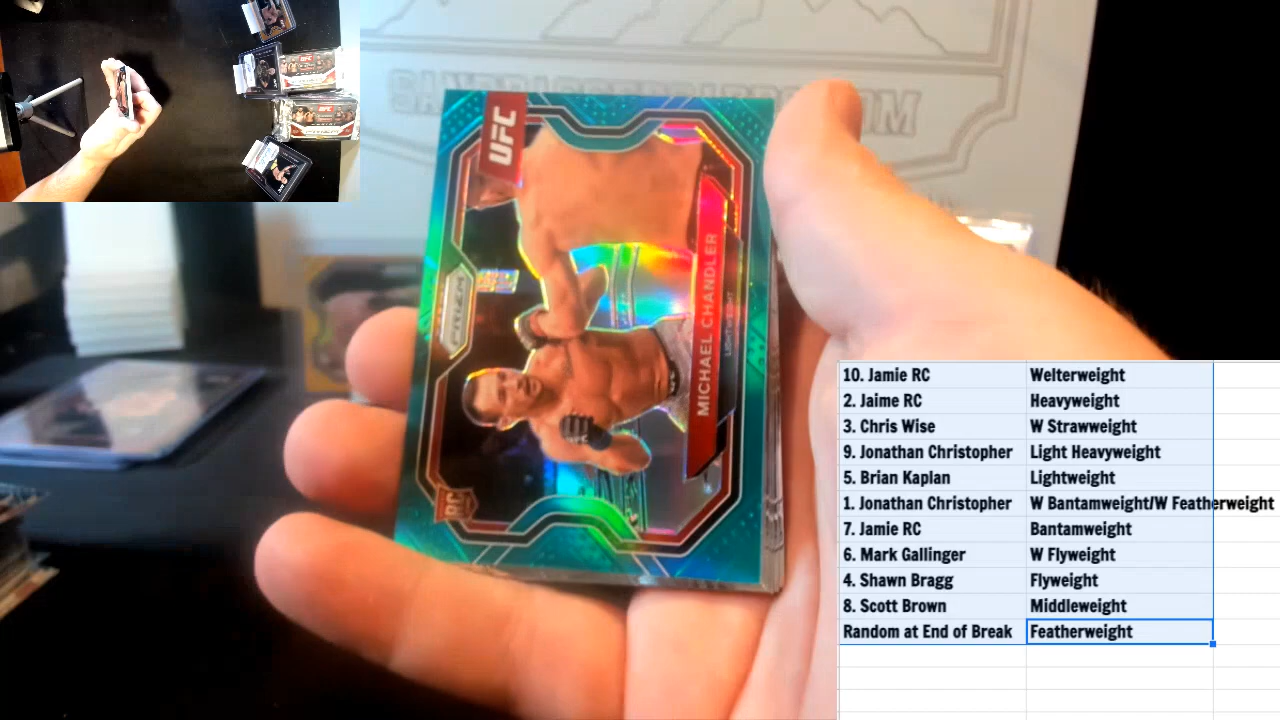 UFC
PRIZM
MICHAEL CHANDLER
LIGHTWEIGHT
RC
10. Jamie RC Welterweight
2. Jaime RC Heavyweight
3. Chris Wise W Strawweight
9. Jonathan Christopher Light Heavyweight
5. Brian Kaplan Lightweight
1. Jonathan Christopher W Bantamweight/W Featherweight
7. Jamie RC Bantamweight
6. Mark Gallinger W Flyweight
4. Shawn Bragg Flyweight
8. Scott Brown Middleweight
Random at End of Break Featherweight